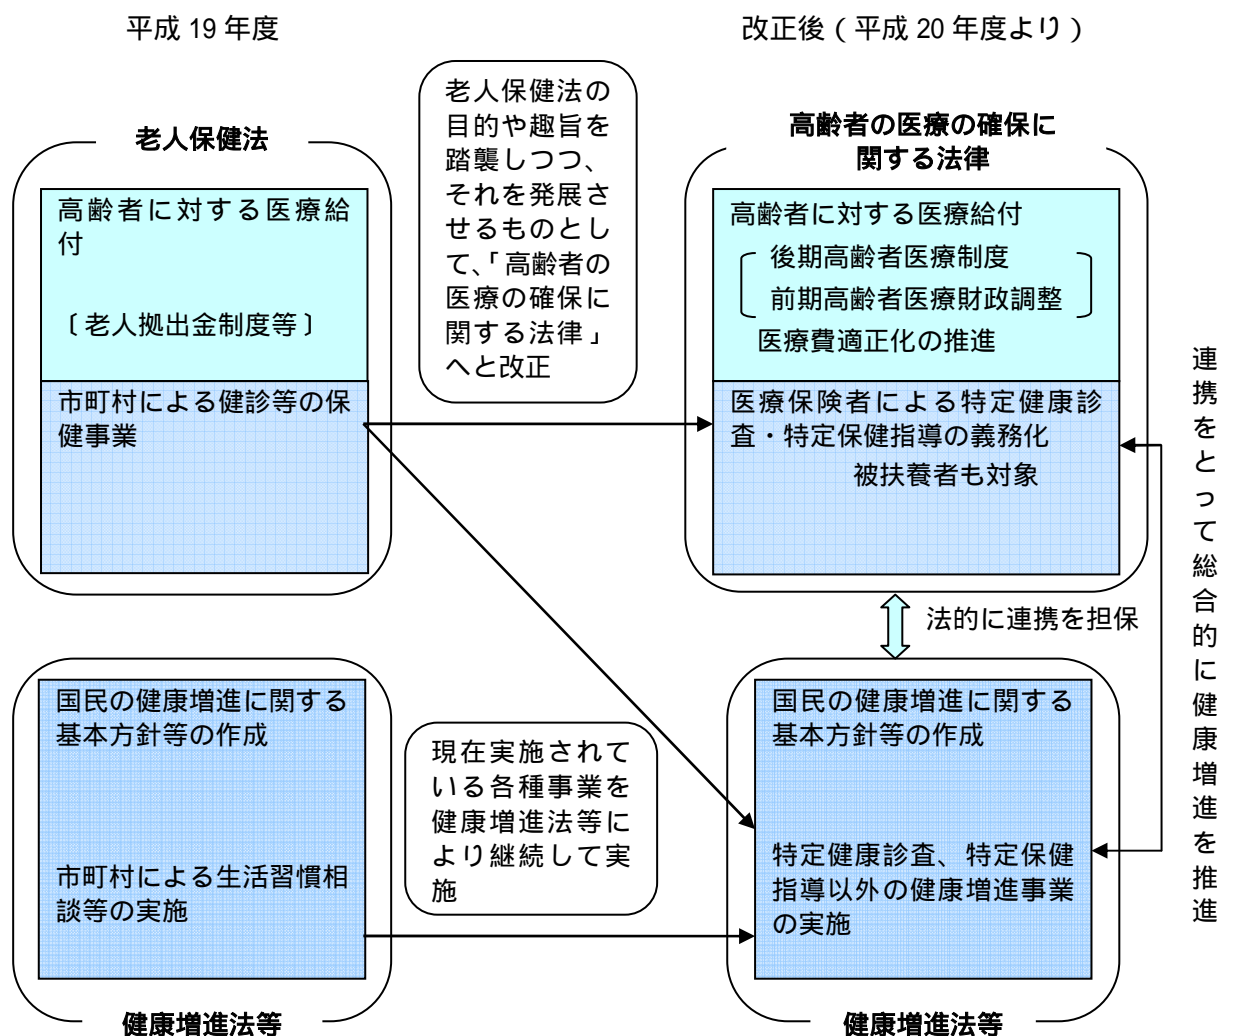 平成 19 年度
改正後（平成 20 年度より）
老人保健法
高齢者に対する医療給
付
〔老人拠出金制度等〕
市町村による健診等の保
健事業
老人保健法の
目的や趣旨を
踏襲しつつ、
それを発展さ
せるものとし
て、「高齢者の
医療の確保に
関する法律」
へと改正
高齢者の医療の確保に
関する法律
高齢者に対する医療給付
後期高齢者医療制度
前期高齢者医療財政調整
医療費適正化の推進
医療保険者による特定健康診
査・特定保健指導の義務化
被扶養者も対象
法的に連携を担保
連携をとって総合的に健康増進を推進
国民の健康増進に関する
基本方針等の作成
市町村による生活習慣相
談等の実施
健康増進法等
現在実施されて
いる各種事業を
健康増進法等に
より継続して実
施
国民の健康増進に関する
基本方針等の作成
特定健康診査、特定保健
指導以外の健康増進事業
の実施
健康増進法等